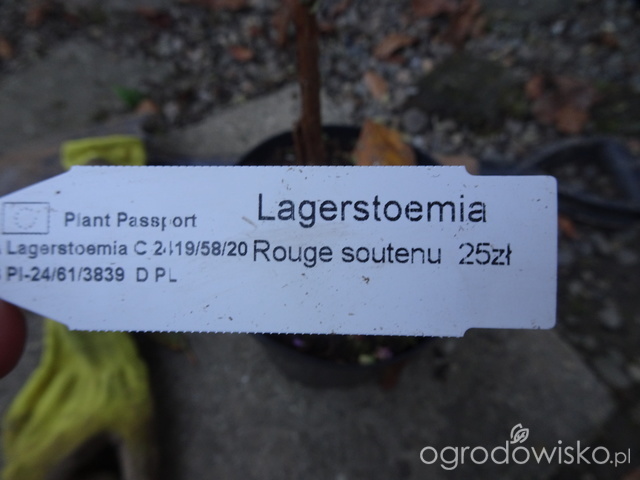 Plant Passport
A Lagerstoemia C 2419/58/20
B PI-24/61/3839 D PL
Lagerstoemia
Rouge soutenu 25zł
ogrodowisko.pl